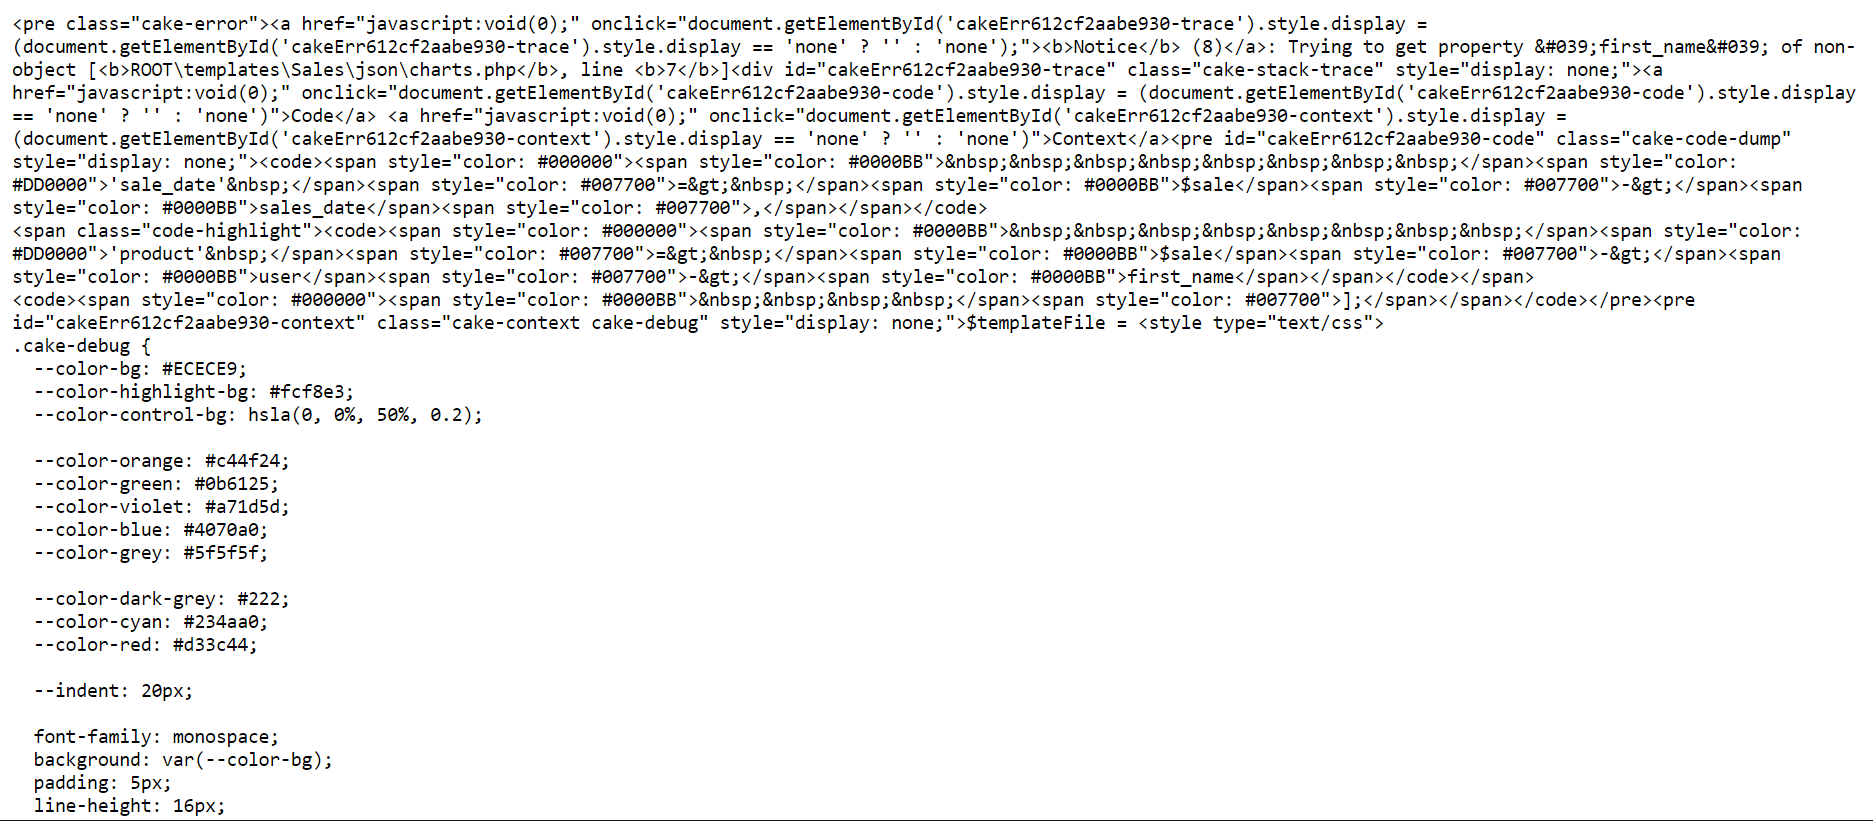 <pre class="cake-error"><a href="javascript:void(0);" onclick="document.getElementById('cakeErr612cf2aabe930-trace').style.display =
(document.getElementById('cakeErr612cf2aabe930-trace').style.display == 'none' ? '' : 'none');"><b>Notice</b> (8)</a>: Trying to get property &#039;first_name&#039; of non-
object [<b>ROOT\templates\Sales\json\charts.php</b>, line <b>7</b>]<div id="cakeErr612cf2aabe930-trace" class="cake-stack-trace" style="display: none;"><a
href="javascript:void(0);" onclick="document.getElementById('cakeErr612cf2aabe930-code').style.display = (document.getElementById('cakeErr612cf2aabe930-code').style.display
== 'none' ? '' : 'none')">Code</a> <a href="javascript:void(0);" onclick="document.getElementById('cakeErr612cf2aabe930-context').style.display =
(document.getElementById('cakeErr612cf2aabe930-context').style.display == 'none' ? '' : 'none')">Context</a><pre id="cakeErr612cf2aabe930-code" class="cake-code-dump"
style="display: none;"><code><span style="color: #000000"><span style="color: #0000BB">&nbsp;&nbsp;&nbsp;&nbsp;&nbsp;&nbsp;&nbsp;&nbsp;</span><span style="color:
#DD0000">'sale_date'&nbsp;</span><span style="color: #007700">=&gt;&nbsp;</span><span style="color: #0000BB">$sale</span><span style="color: #007700">-&gt;</span><span
style="color: #0000BB">sales_date</span><span style="color: #007700">,</span></span></code>
<span class="code-highlight"><code><span style="color: #000000"><span style="color: #0000BB">&nbsp;&nbsp;&nbsp;&nbsp;&nbsp;&nbsp;&nbsp;&nbsp;</span><span style="color:
#DD0000">'product'&nbsp;</span><span style="color: #007700">=&gt;&nbsp;</span><span style="color: #0000BB">$sale</span><span style="color: #007700">-&gt;</span><span
style="color: #0000BB">user</span><span style="color: #007700">-&gt;</span><span style="color: #0000BB">first_name</span></span></code></span>
<code><span style="color: #000000"><span style="color: #0000BB">&nbsp;&nbsp;&nbsp;&nbsp;</span><span style="color: #007700">];</span></span></code></pre><pre
id="cakeErr612cf2aabe930-context" class="cake-context cake-debug" style="display: none;">$templateFile = <style type="text/css">
.cake-debug {
--color-bg: #ECECE9;
--color-highlight-bg: #fcf8e3;
--color-control-bg: hsla(0, 0%, 50%, 0.2);
--color-orange: #c44f24;
--color-green: #0b6125;
--color-violet: #a71d5d;
--color-blue: #4070a0;
--color-grey: #5f5f5f;
--color-dark-grey: #222;
--color-cyan: #234aa0;
--color-red: #d33c44;
--indent: 20px;
font-family: monospace;
background: var(--color-bg);
padding: 5px;
line-height: 16px;